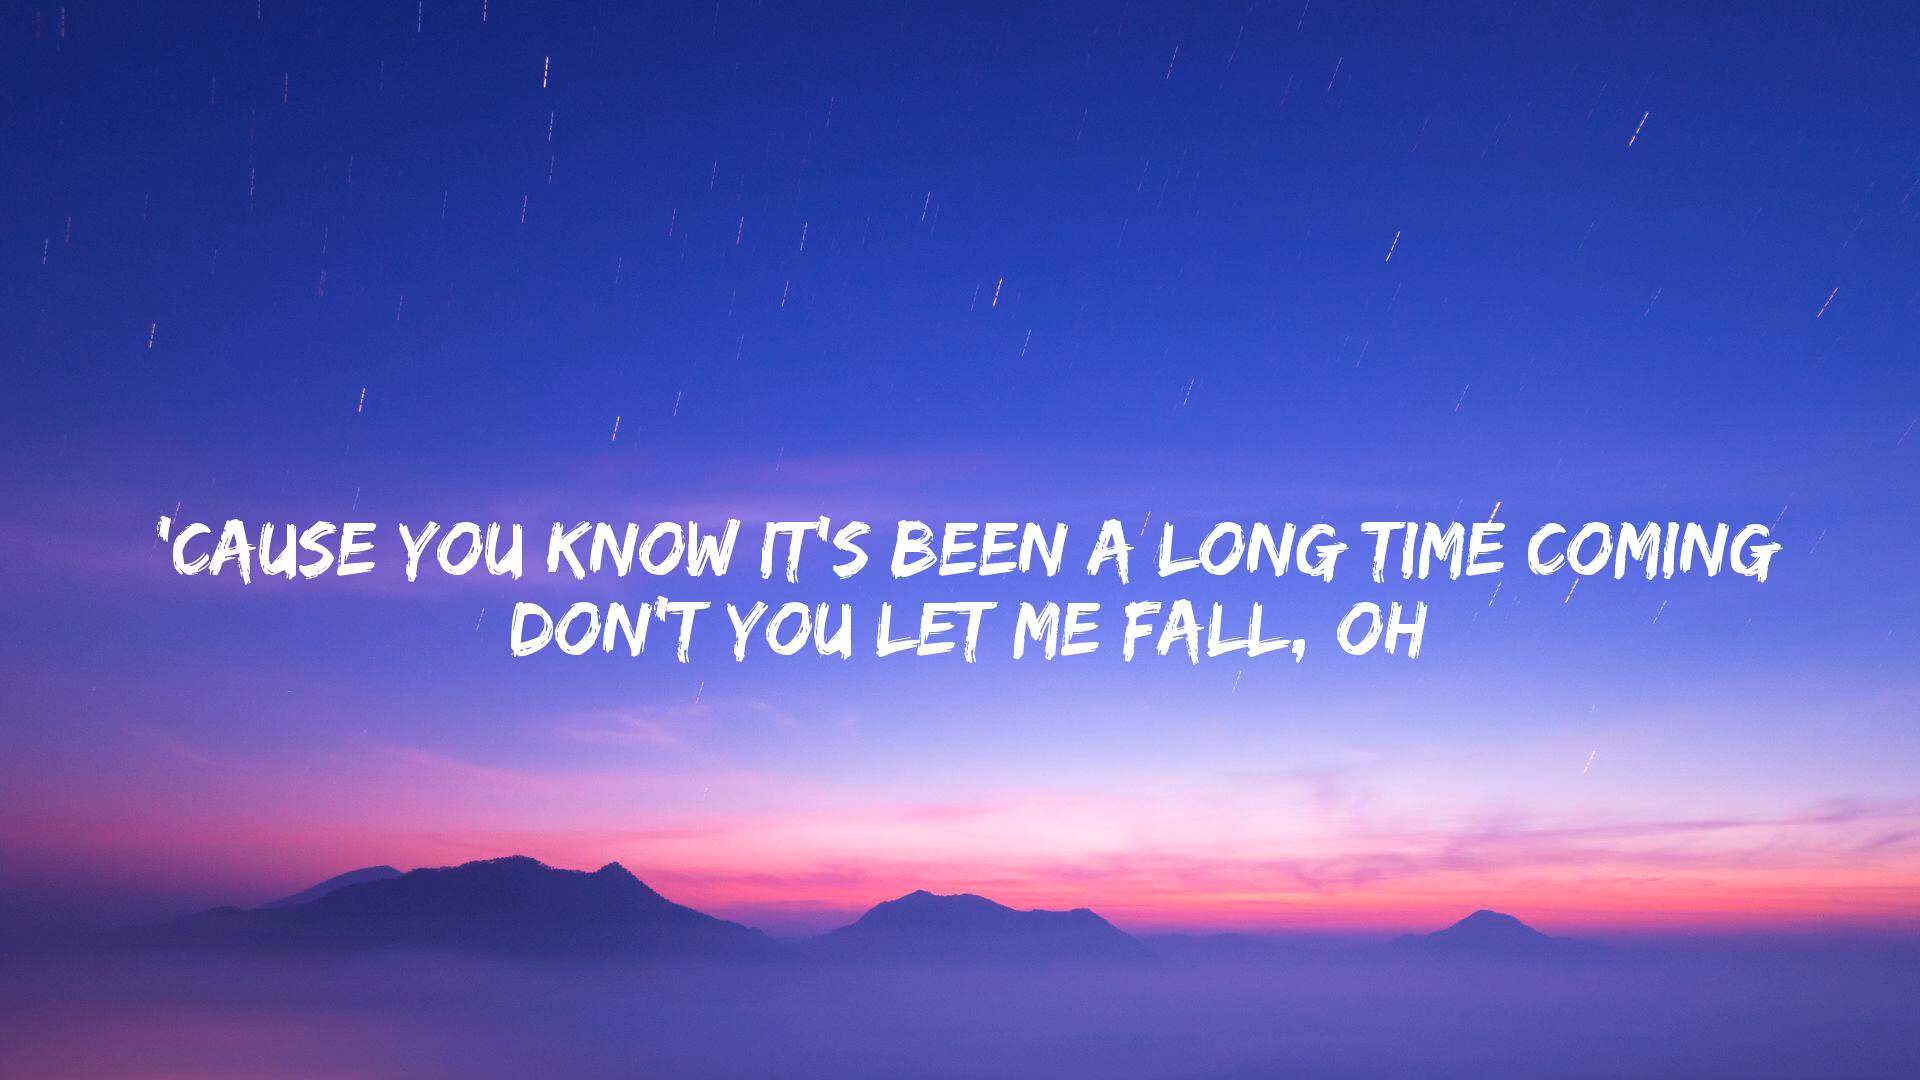 'CAUSE YOU KNOW IT'S BEEN A LONG TIME COMING
DON'T YOU LET ME FALL, OH